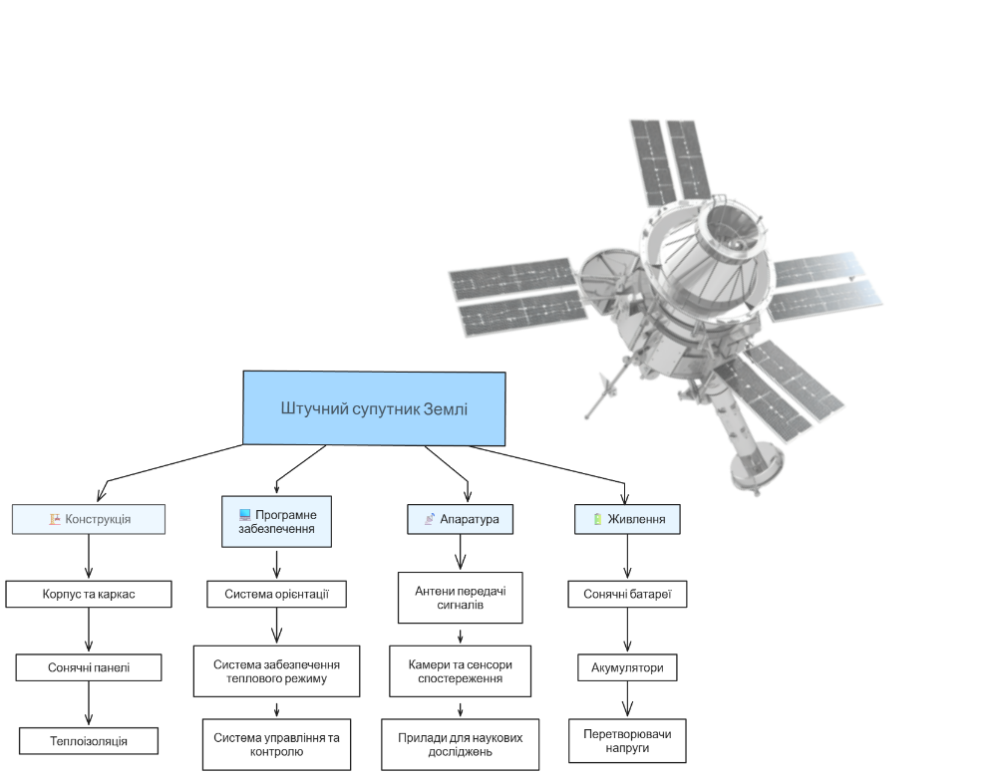 Штучний супутник Землі
Конструкція
Програмне
забезпечення
Апаратура
Живлення
Корпус та каркас
Система орієнтації
Антени передачі
сигналів
Сонячні батареї
Сонячні панелі
Система забезпечення
теплового режиму
Камери та сенсори
спостереження
Акумулятори
Теплоізоляція
Система управління та
контролю
Прилади для наукових
досліджень
Перетворювачи
напруги